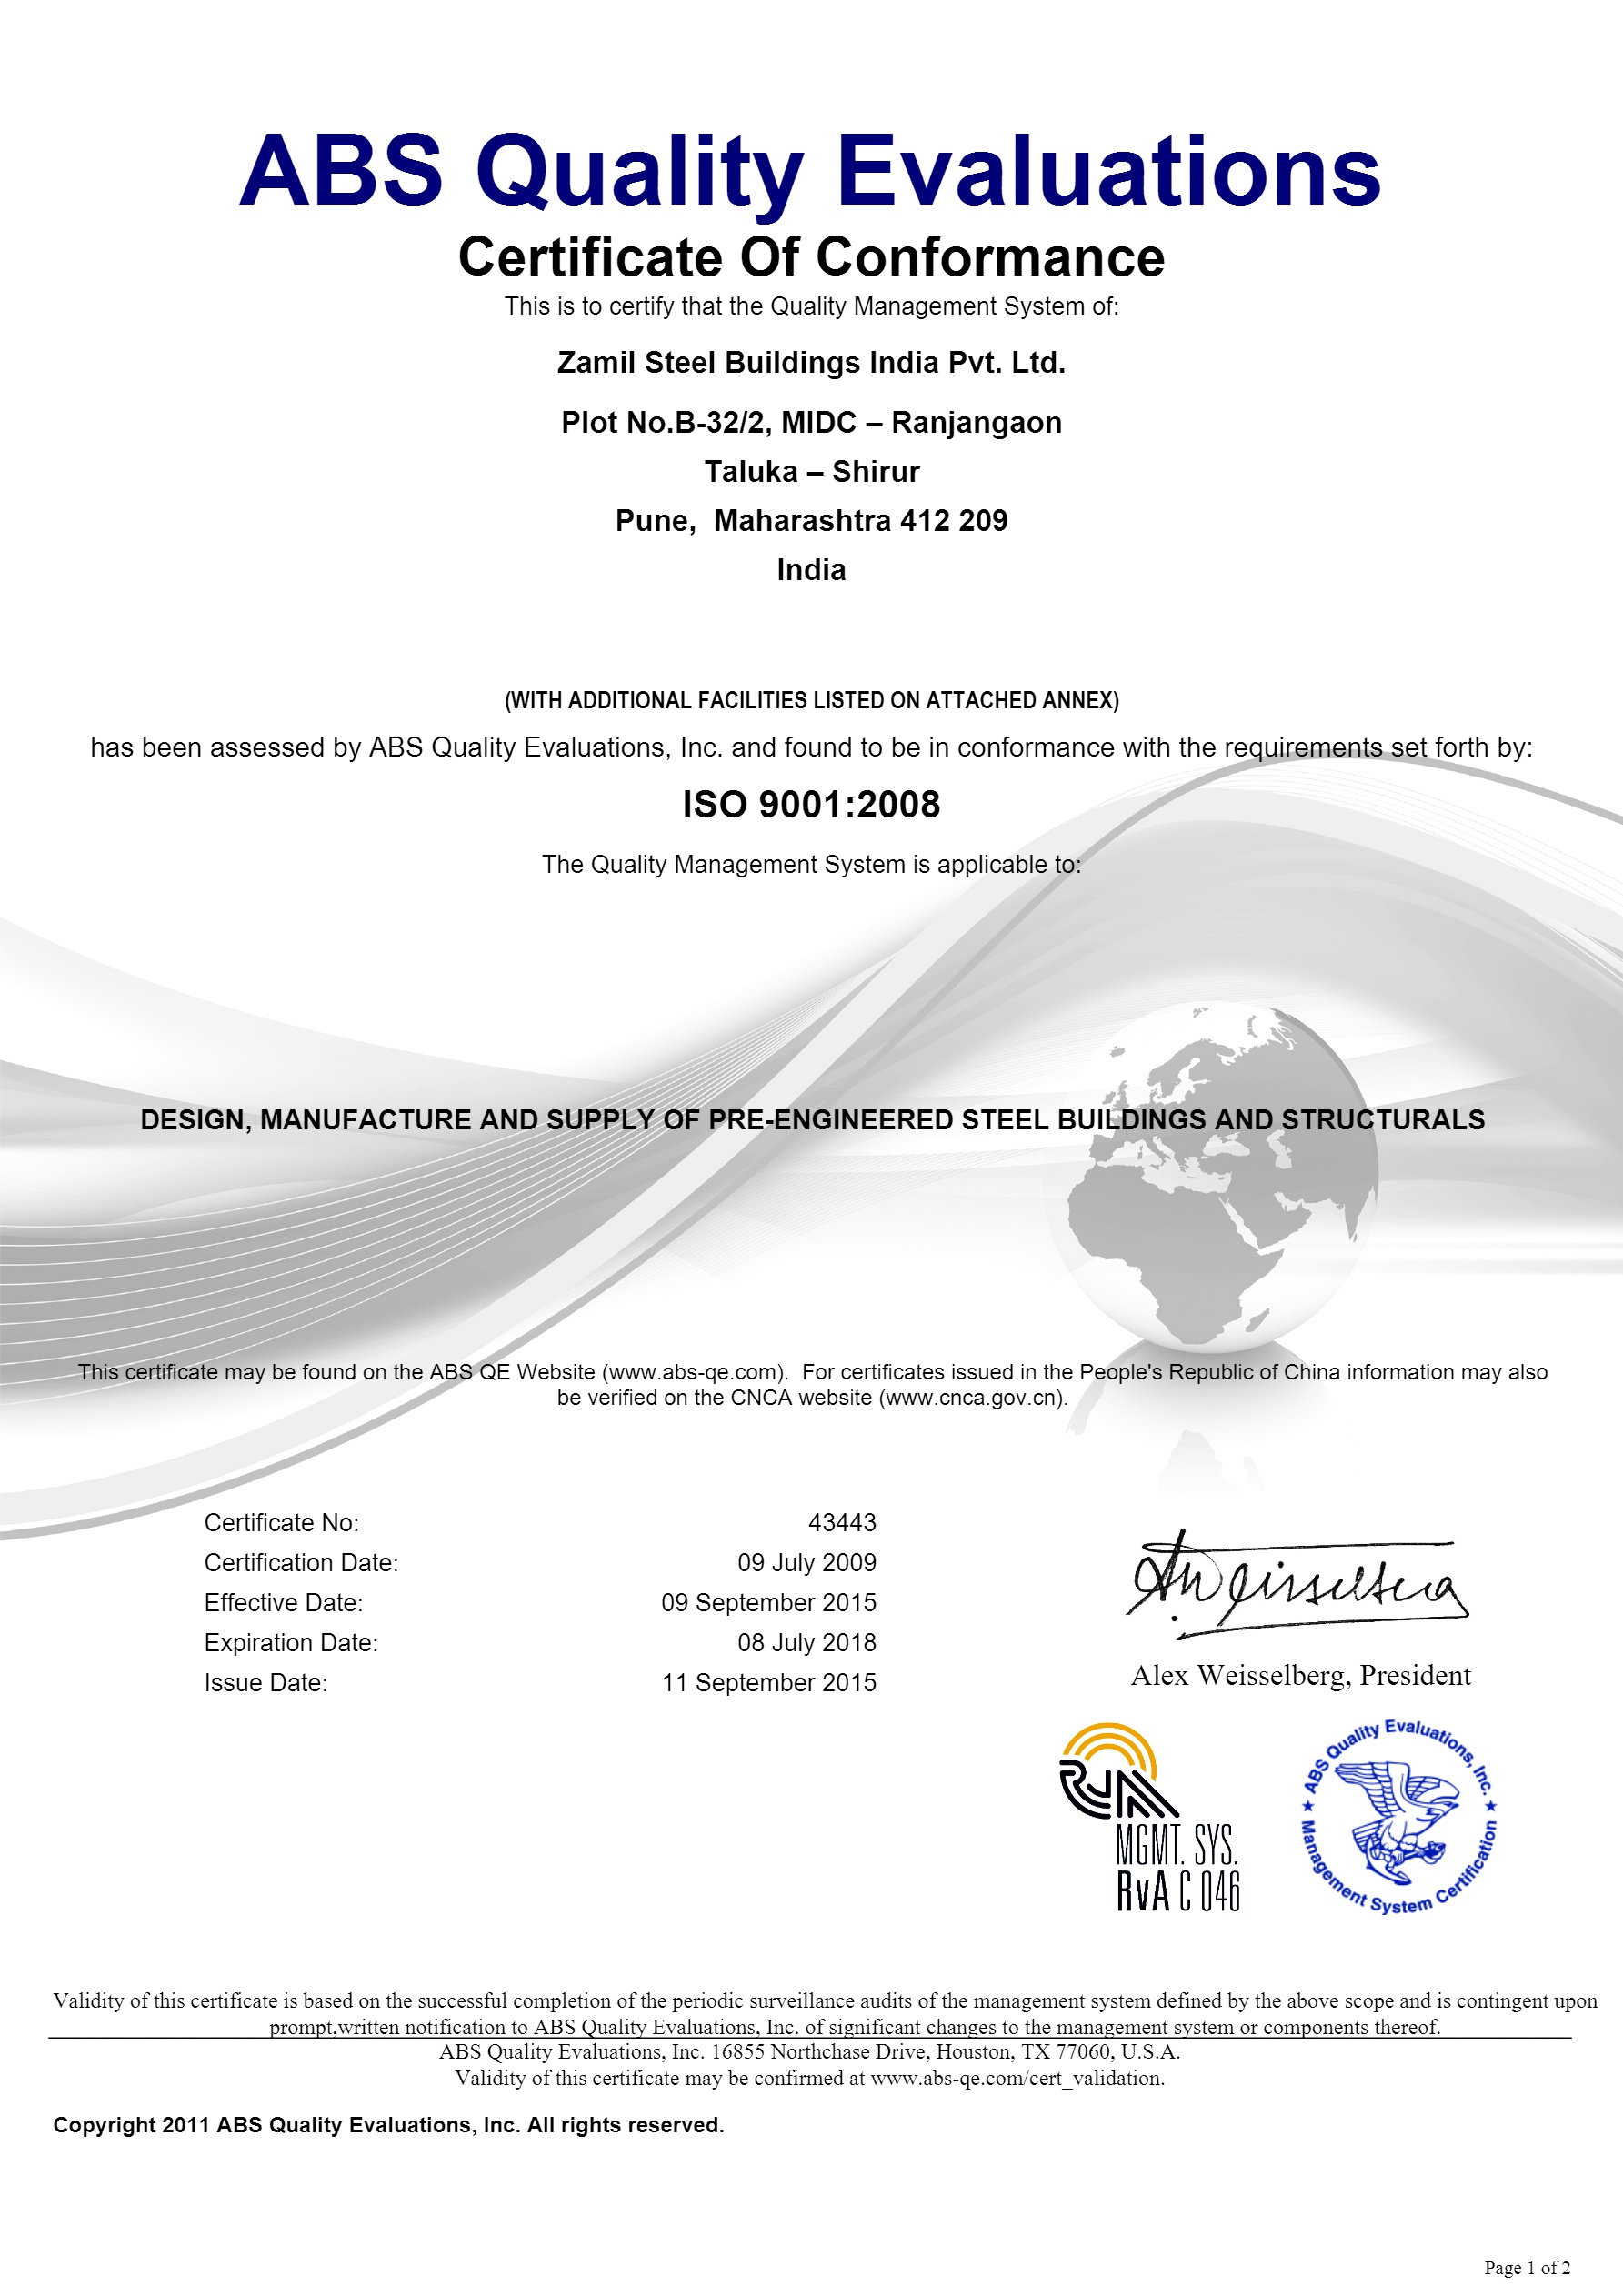 ABS Quality Evaluations
Certificate Of Conformance
This is to certify that the Quality Management System of:
Zamil Steel Buildings India Pvt. Ltd.
Plot No.B-32/2, MIDC – Ranjangaon
Taluka – Shirur
Pune,  Maharashtra 412 209
India
(WITH ADDITIONAL FACILITIES LISTED ON ATTACHED ANNEX)
has been assessed by ABS Quality Evaluations, Inc. and found to be in conformance with the requirements set forth by:
ISO 9001:2008
The Quality Management System is applicable to:
DESIGN, MANUFACTURE AND SUPPLY OF PRE-ENGINEERED STEEL BUILDINGS AND STRUCTURALS
This certificate may be found on the ABS QE Website (www.abs-qe.com).  For certificates issued in the People's Republic of China information may also
be verified on the CNCA website (www.cnca.gov.cn).
Certificate No: 43443
Certification Date: 09 July 2009
Effective Date: 09 September 2015
Expiration Date: 08 July 2018
Issue Date: 11 September 2015
AWeisselberg
Alex Weisselberg, President
RVA
MGMT. SYS.
RvA C 046
ABS Quality Evaluations, Inc.
★ Management System Certification ★
Validity of this certificate is based on the successful completion of the periodic surveillance audits of the management system defined by the above scope and is contingent upon
prompt,written notification to ABS Quality Evaluations, Inc. of significant changes to the management system or components thereof.
ABS Quality Evaluations, Inc. 16855 Northchase Drive, Houston, TX 77060, U.S.A.
Validity of this certificate may be confirmed at www.abs-qe.com/cert_validation.
Copyright 2011 ABS Quality Evaluations, Inc. All rights reserved.
Page 1 of 2